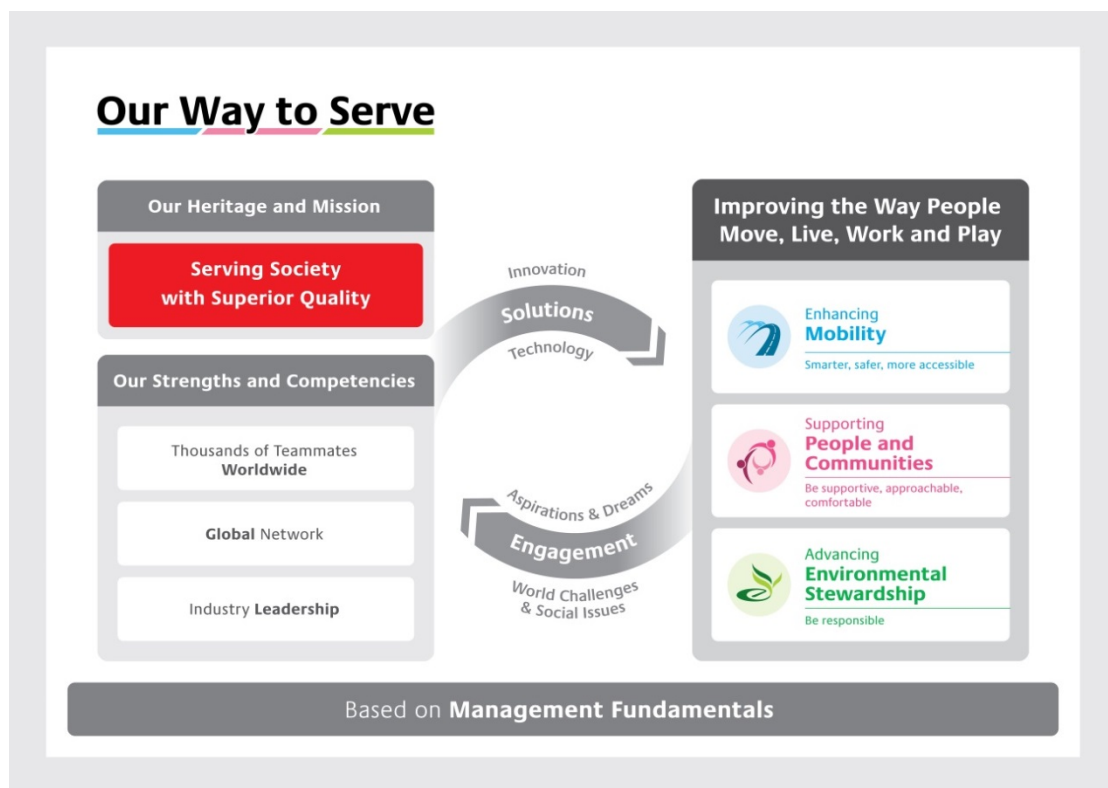 Our Way to Serve
Our Heritage and Mission
Serving Society
with Superior Quality
Our Strengths and Competencies
Thousands of Teammates
Worldwide
Global Network
Industry Leadership
Innovation
Solutions
Technology
Aspirations & Dreams
Engagement
World Challenges
& Social Issues
Improving the Way People
Move, Live, Work and Play
Enhancing
Mobility
Smarter, safer, more accessible
Supporting
People and
Communities
Be supportive, approachable,
comfortable
Advancing
Environmental
Stewardship
Be responsible
Based on Management Fundamentals